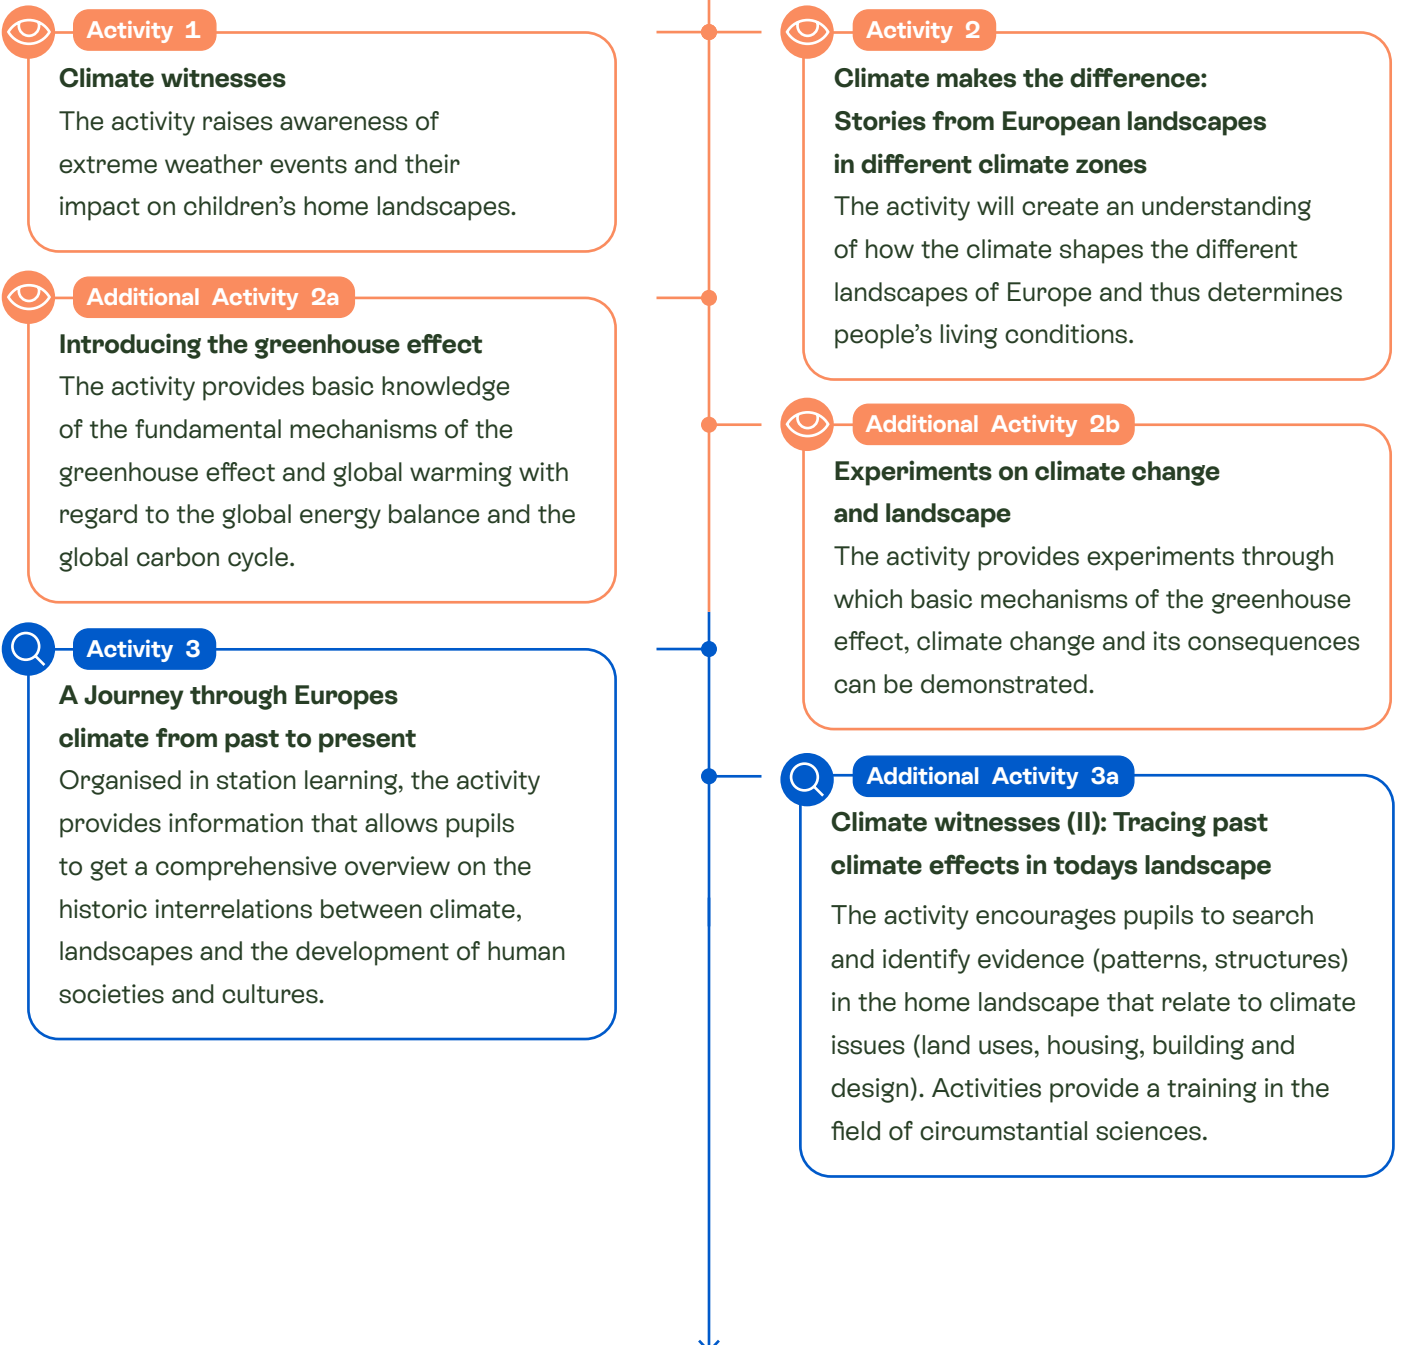 Activity 1
Climate witnesses
The activity raises awareness of
extreme weather events and their
impact on children’s home landscapes.
Activity 2
Climate makes the difference:
Stories from European landscapes
in different climate zones
The activity will create an understanding
of how the climate shapes the different
landscapes of Europe and thus determines
people’s living conditions.
Additional Activity 2a
Introducing the greenhouse effect
The activity provides basic knowledge
of the fundamental mechanisms of the
greenhouse effect and global warming with
regard to the global energy balance and the
global carbon cycle.
Additional Activity 2b
Experiments on climate change
and landscape
The activity provides experiments through
which basic mechanisms of the greenhouse
effect, climate change and its consequences
can be demonstrated.
Activity 3
A Journey through Europes
climate from past to present
Organised in station learning, the activity
provides information that allows pupils
to get a comprehensive overview on the
historic interrelations between climate,
landscapes and the development of human
societies and cultures.
Additional Activity 3a
Climate witnesses (II): Tracing past
climate effects in todays landscape
The activity encourages pupils to search
and identify evidence (patterns, structures)
in the home landscape that relate to climate
issues (land uses, housing, building and
design). Activities provide a training in the
field of circumstantial sciences.